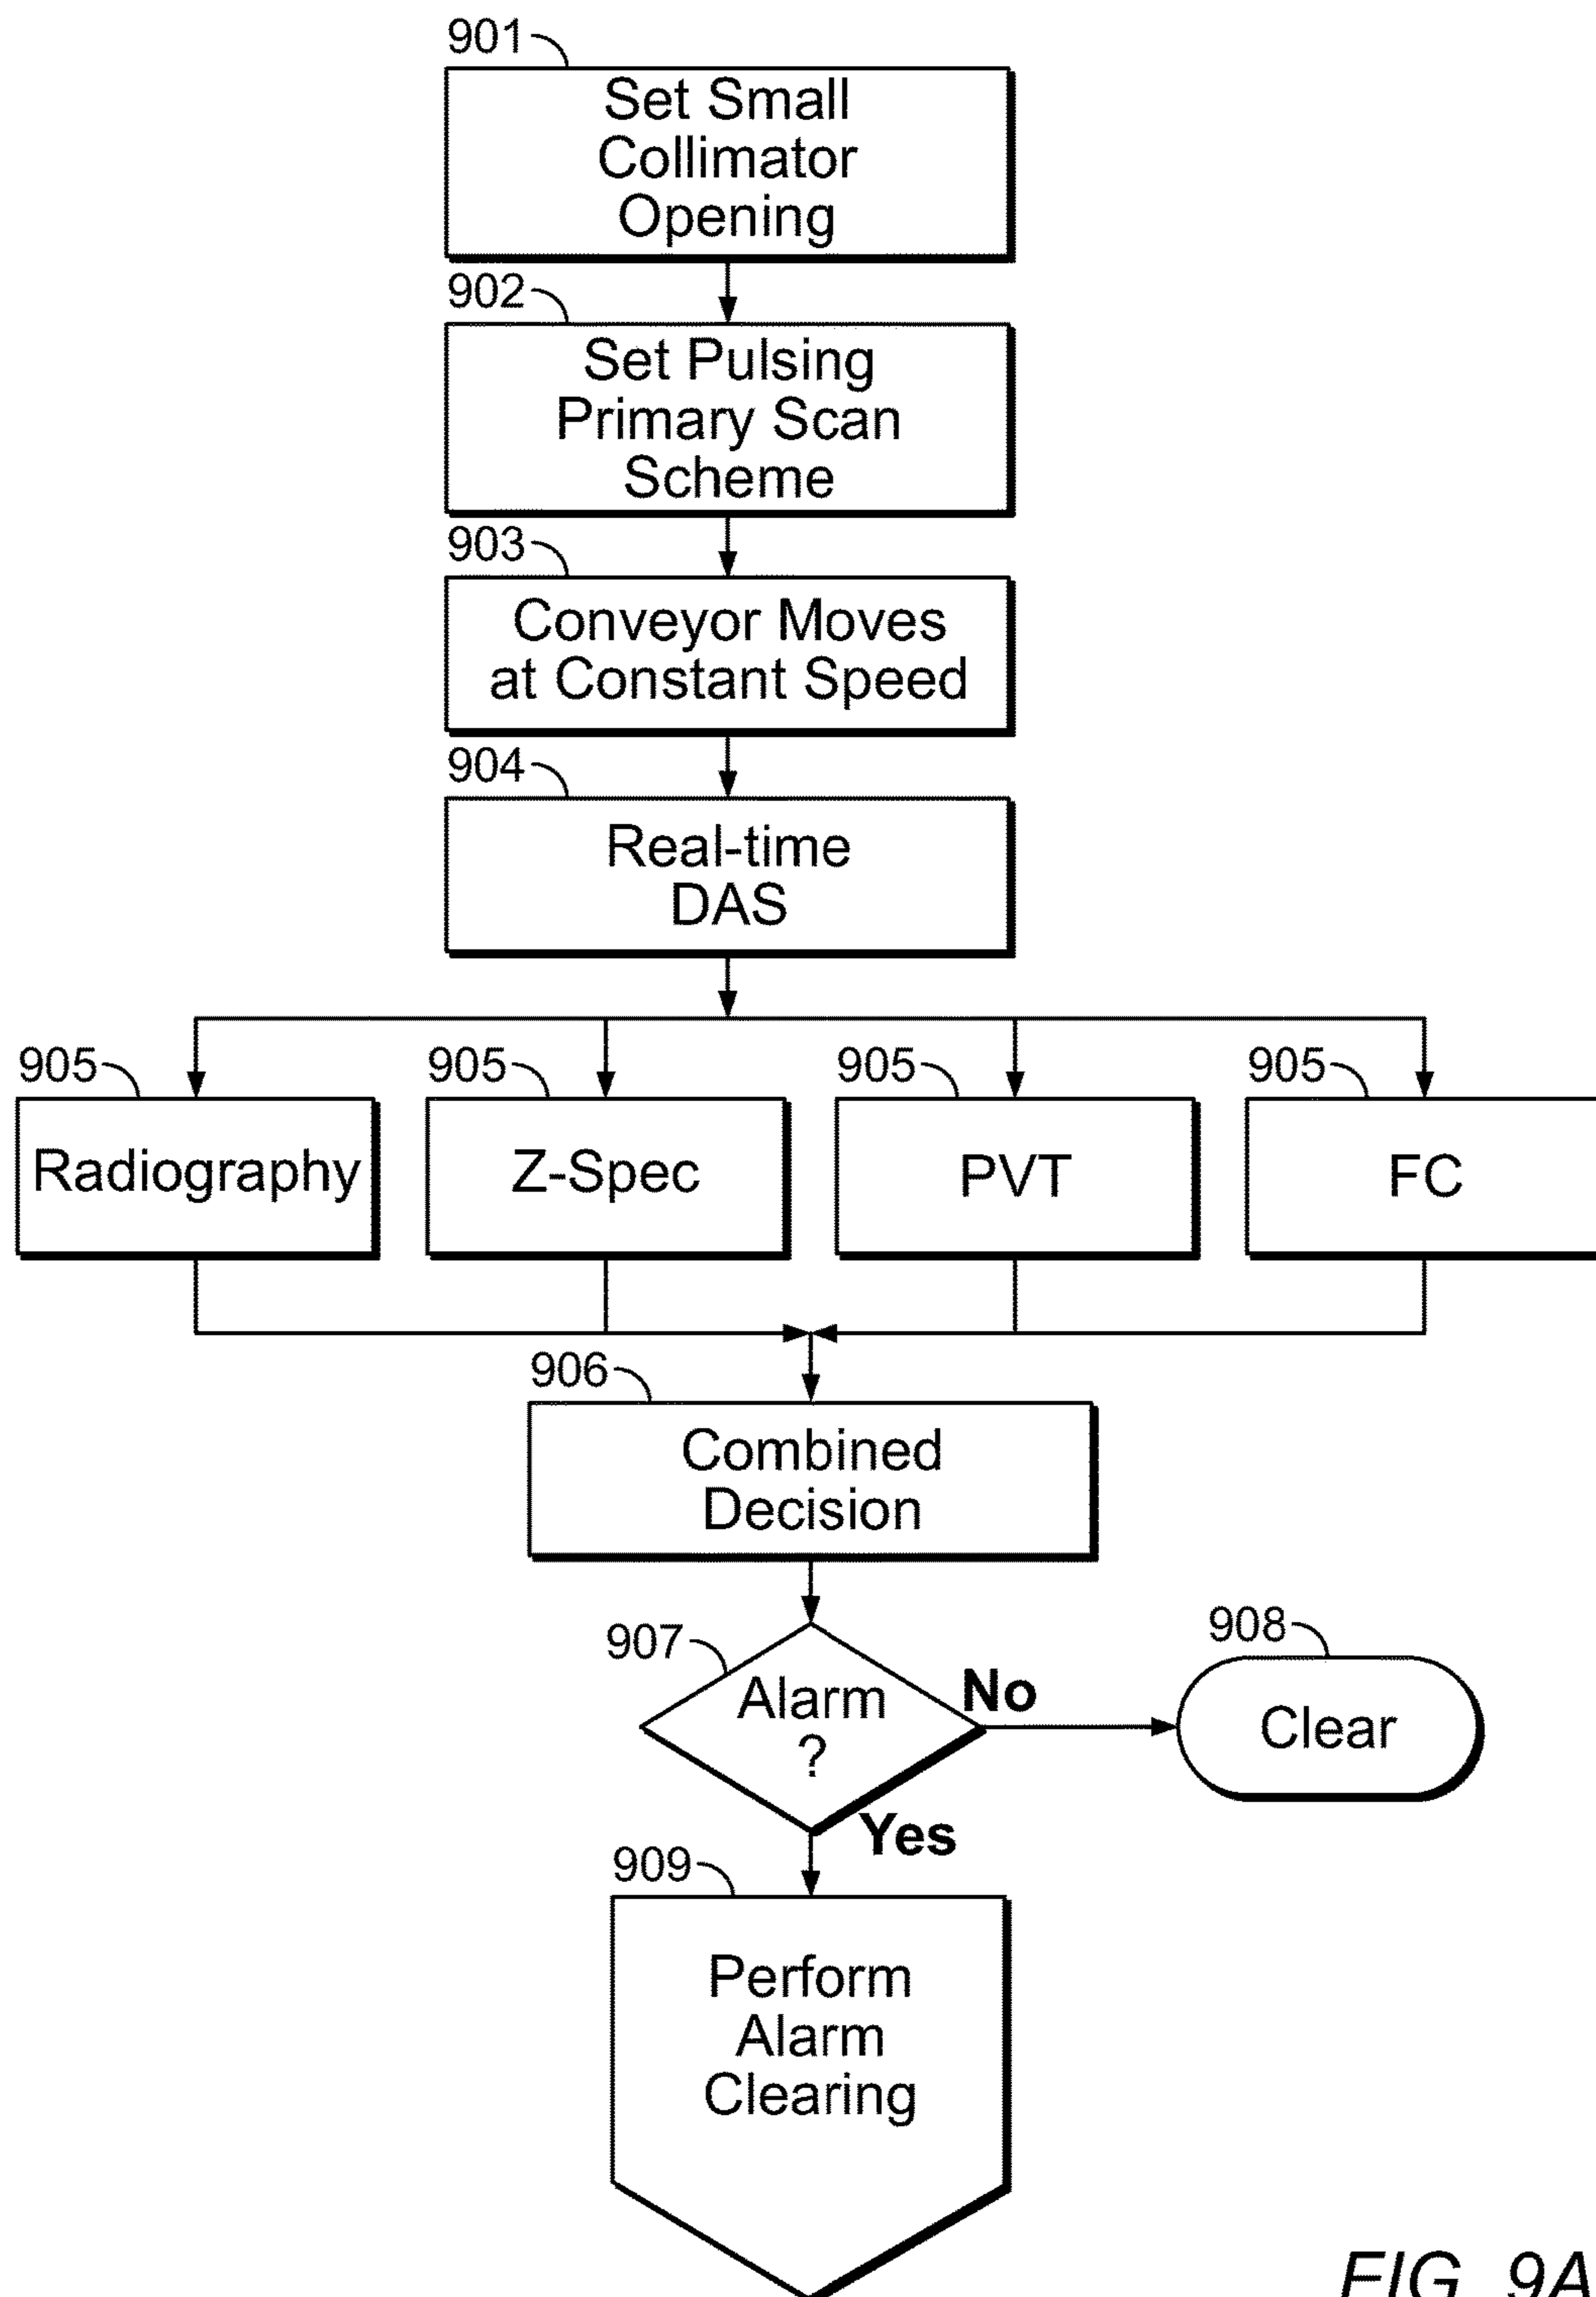 901
Set Small
Collimator
Opening
902
Set Pulsing
Primary Scan
Scheme
903
Conveyor Moves
at Constant Speed
904
Real-time
DAS
905
905
905
905
Radiography
Z-Spec
PVT
FC
906
Combined
Decision
907
Alarm
?
No
908
Clear
Yes
909
Perform
Alarm
Clearing
FIG. 9A